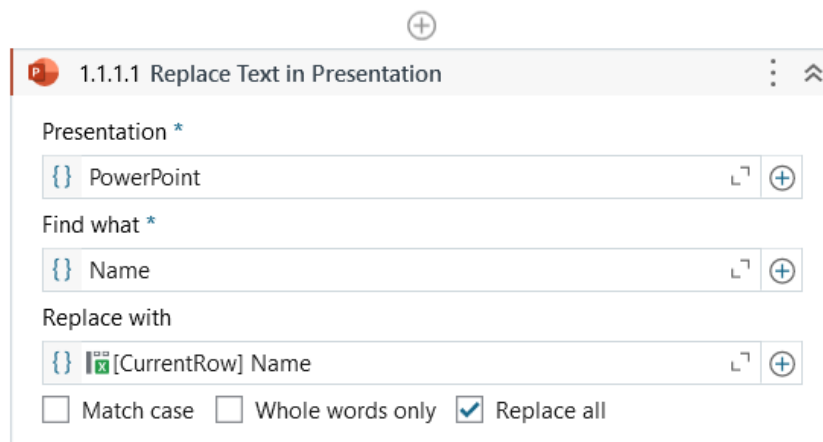 1.1.1.1 Replace Text in Presentation
Presentation *
{} PowerPoint
Find what *
{} Name
Replace with
{} [CurrentRow] Name
Match case Whole words only Replace all